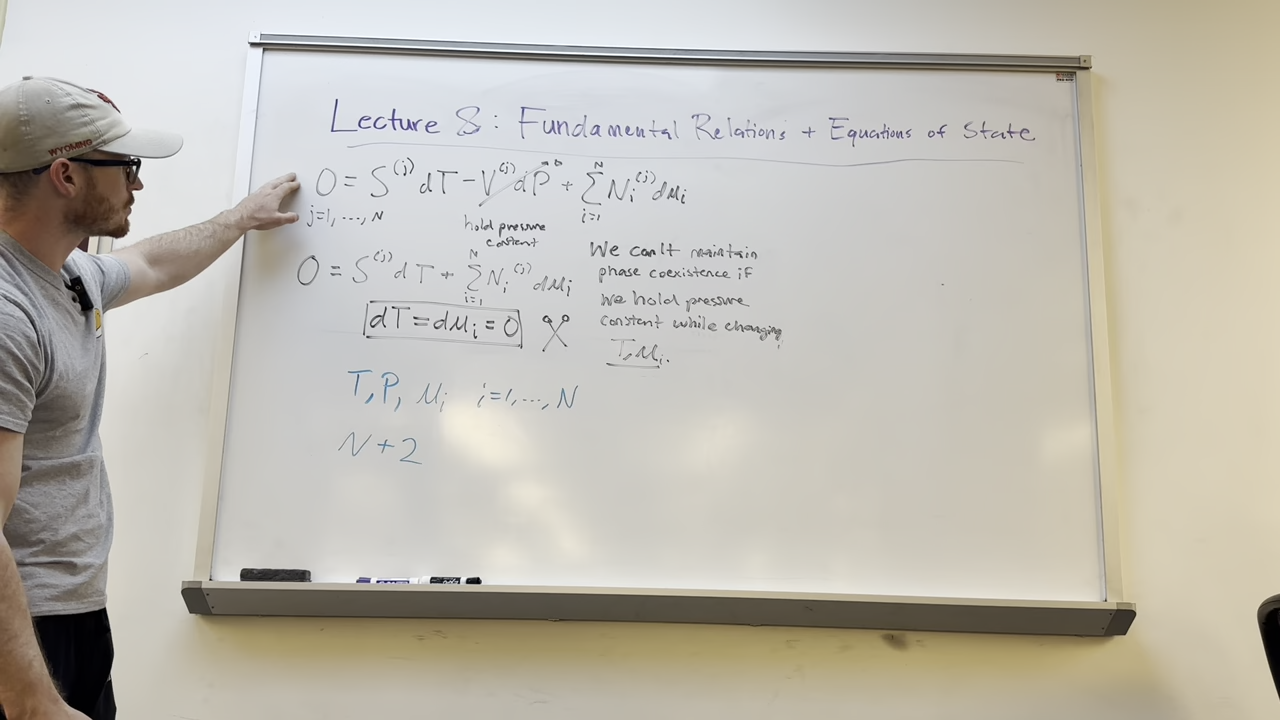 Lecture 8: Fundamental Relations + Equations of State
0 = S^(j) dT - V^(j) dP→0 + Σ_{i=1}^{N} N_i^(j) dμ_i
j=1, ..., N
hold pressure
constant
0 = S^(j) dT + Σ_{i=1}^{N} N_i^(j) dμ_i
dT = dμ_i = 0
We can't maintain
phase coexistence if
we hold pressure
constant while changing
T, μ_i.
T, P, μ_i i=1, ..., N
N + 2
WYOMING